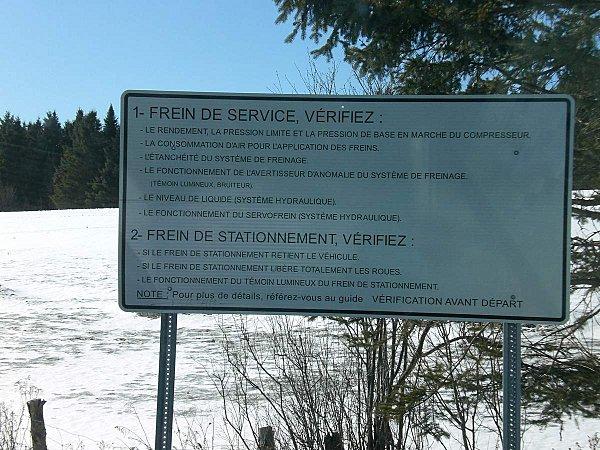 1- FREIN DE SERVICE, VÉRIFIEZ :
- LE RENDEMENT, LA PRESSION LIMITE ET LA PRESSION DE BASE EN MARCHE DU COMPRESSEUR.
- LA CONSOMMATION D'AIR POUR L'APPLICATION DES FREINS.
- L'ÉTANCHÉITÉ DU SYSTÈME DE FREINAGE.
- LE FONCTIONNEMENT DE L'AVERTISSEUR D'ANOMALIE DU SYSTÈME DE FREINAGE.
(TÉMOIN LUMINEUX, BRUITEUR).
- LE NIVEAU DE LIQUIDE (SYSTÈME HYDRAULIQUE).
- LE FONCTIONNEMENT DU SERVOFREIN (SYSTÈME HYDRAULIQUE).
2- FREIN DE STATIONNEMENT, VÉRIFIEZ :
- SI LE FREIN DE STATIONNEMENT RETIENT LE VÉHICULE.
- SI LE FREIN DE STATIONNEMENT LIBÈRE TOTALEMENT LES ROUES.
- LE FONCTIONNEMENT DU TÉMOIN LUMINEUX DU FREIN DE STATIONNEMENT.
NOTE : Pour plus de détails, référez-vous au guide VÉRIFICATION AVANT DÉPART